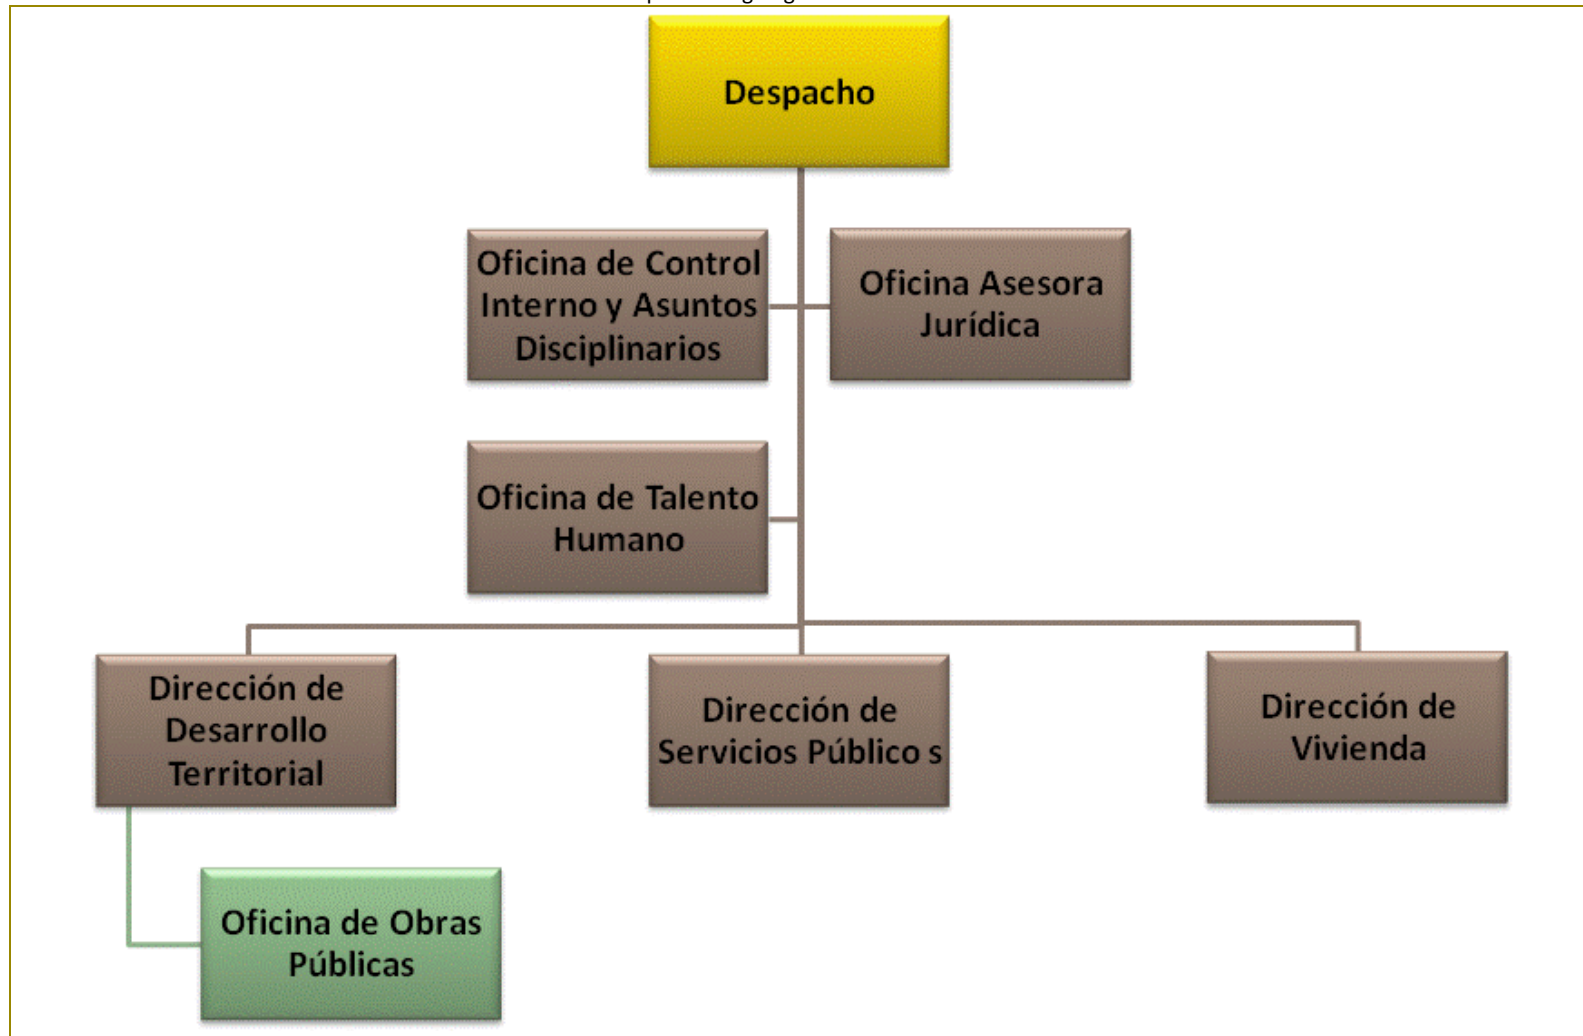 Despacho
Oficina de Control
Interno y Asuntos
Disciplinarios
Oficina Asesora
Jurídica
Oficina de Talento
Humano
Dirección de
Desarrollo
Territorial
Dirección de
Servicios Público s
Dirección de
Vivienda
Oficina de Obras
Públicas